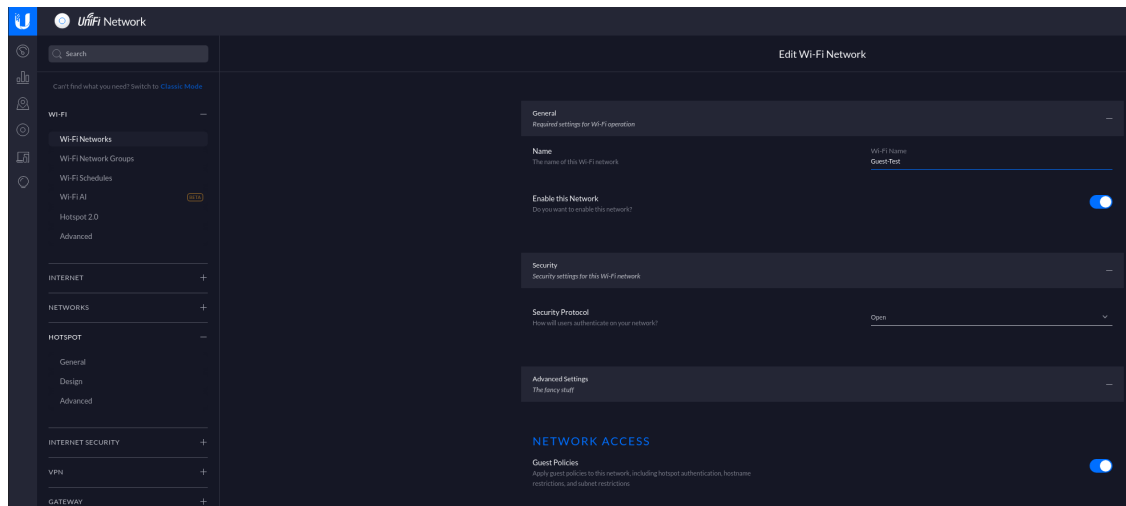 UniFi Network
Search
Edit Wi-Fi Network
Can't find what you need? Switch to Classic Mode
WI-FI
Wi-Fi Networks
Wi-Fi Network Groups
Wi-Fi Schedules
Wi-Fi AI BETA
Hotspot 2.0
Advanced
INTERNET
NETWORKS
HOTSPOT
General
Design
Advanced
INTERNET SECURITY
VPN
GATEWAY
General
Required settings for Wi-Fi operation
Name
The name of this Wi-Fi network
Wi-Fi Name
Guest-Test
Enable this Network
Do you want to enable this network?
Security
Security settings for this Wi-Fi network
Security Protocol
How will users authenticate on your network?
Open
Advanced Settings
The fancy stuff
NETWORK ACCESS
Guest Policies
Apply guest policies to this network, including hotspot authentication, hostname
restrictions, and subnet restrictions